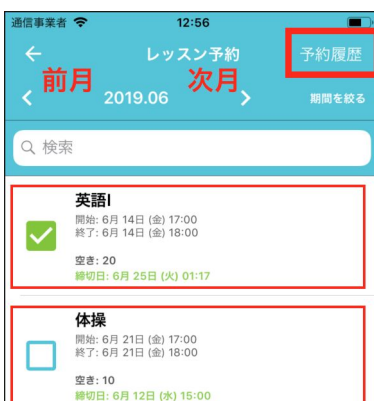 通信事業者 12:56
レッスン予約 予約履歴
前月 次月
2019.06 期間を絞る
検索
英語I
開始: 6月 14日 (金) 17:00
終了: 6月 14日 (金) 18:00
空き: 20
締切日: 6月 25日 (火) 01:17
体操
開始: 6月 21日 (金) 17:00
終了: 6月 21日 (金) 18:00
空き: 10
締切日: 6月 12日 (水) 15:00